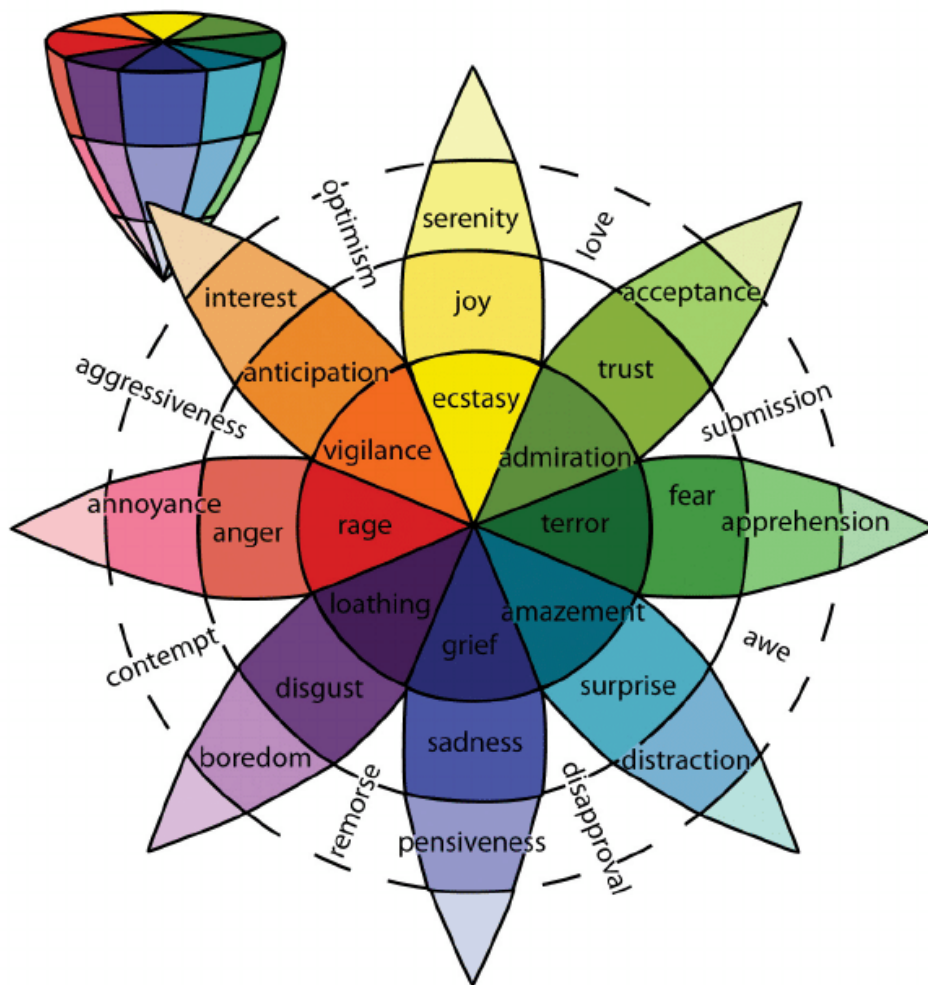 optimism
love
serenity
interest
acceptance
joy
aggressiveness
anticipation
trust
submission
ecstasy
vigilance
admiration
annoyance
anger
rage
terror
fear
apprehension
loathing
amazement
contempt
grief
awe
disgust
surprise
boredom
sadness
distraction
remorse
disapproval
pensiveness